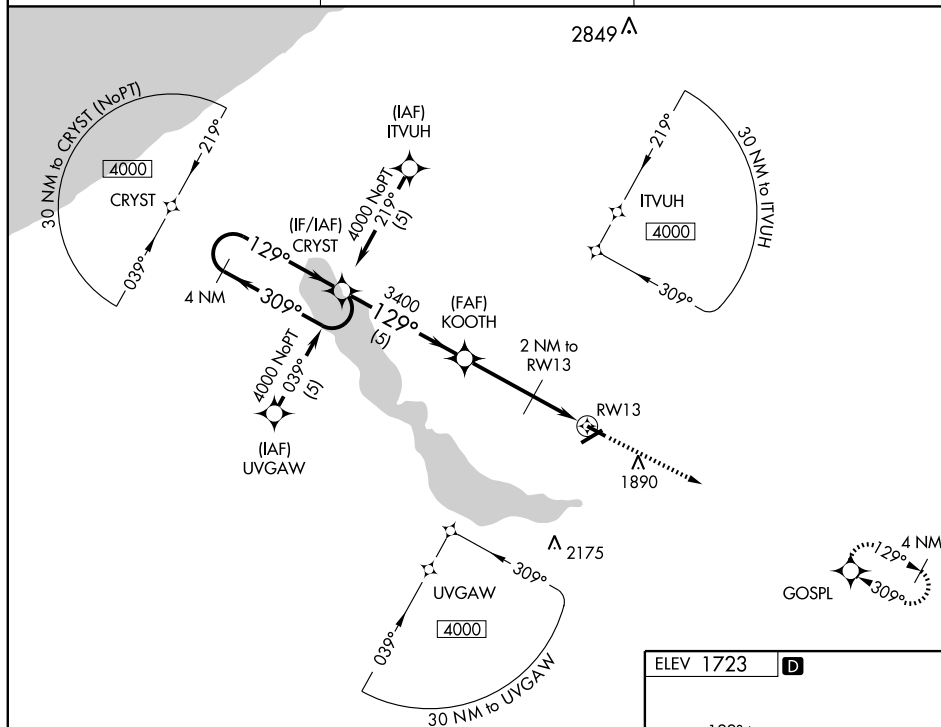 2849
30 NM to CRYST (NoPT)
219°
4000
CRYST
039°
(IAF)
ITVUH
4000 NoPT
219°
(5)
30 NM to ITVUH
219°
ITVUH
4000
309°
(IF/IAF)
CRYST
129°
4 NM
309°
3400
129°
(5)
(FAF)
KOOTH
2 NM to
RW13
RW13
4000 NoPT
039°
(5)
(IAF)
UVGAW
1890
2175
309°
UVGAW
4000
039°
30 NM to UVGAW
4 NM
129°
309°
GOSPL
ELEV 1723
D